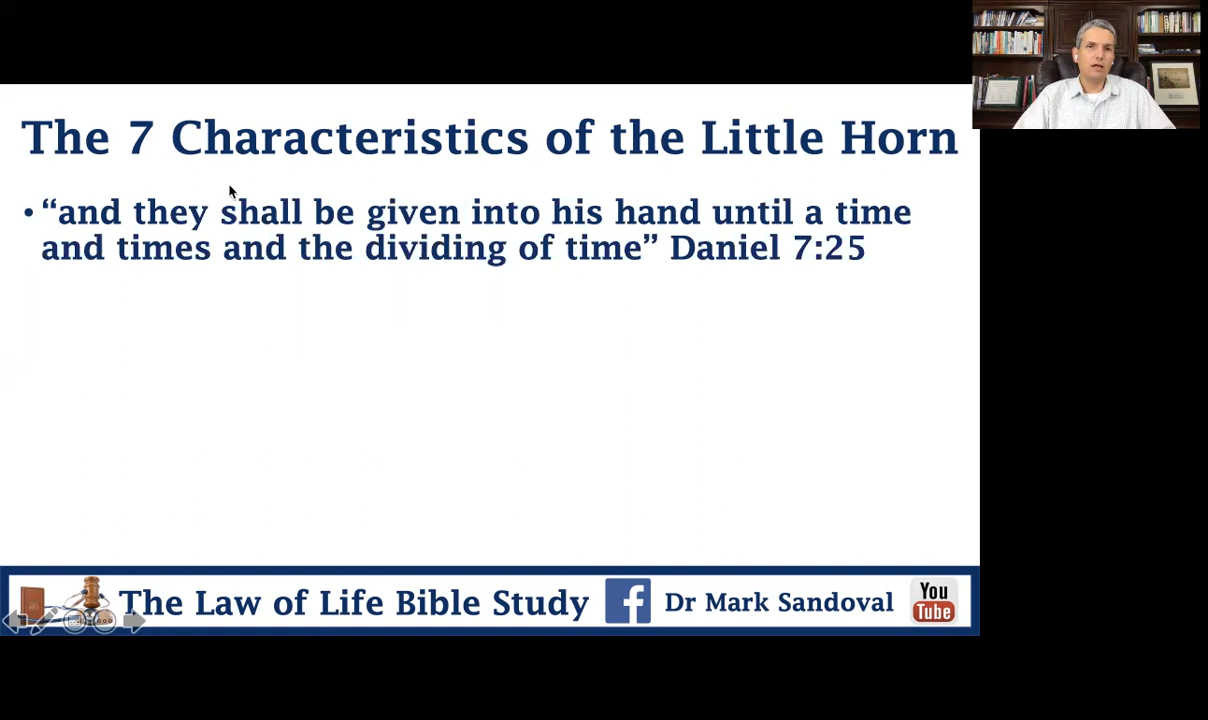 The 7 Characteristics of the Little Horn
• “and they shall be given into his hand until a time
and times and the dividing of time” Daniel 7:25
The Law of Life Bible Study
Dr Mark Sandoval
You
Tube